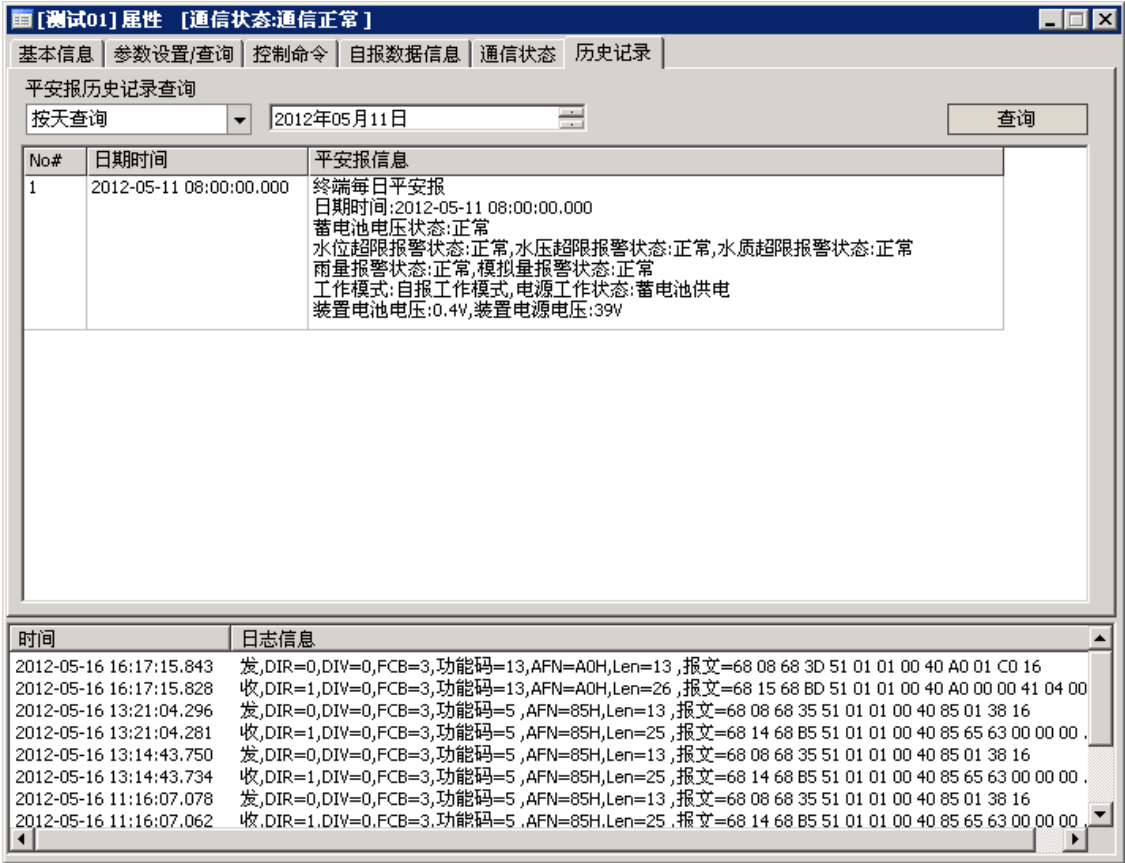 [测试01]属性 [通信状态:通信正常]
基本信息 参数设置/查询 控制命令 自报数据信息 通信状态 历史记录
平安报历史记录查询
按天查询 2012年05月11日 查询
No# 日期时间 平安报信息
1 2012-05-11 08:00:00.000 终端每日平安报
日期时间:2012-05-11 08:00:00.000
蓄电池电压状态:正常
水位超限报警状态:正常,水压超限报警状态:正常,水质超限报警状态:正常
雨量报警状态:正常,模拟量报警状态:正常
工作模式:自报工作模式,电源工作状态:蓄电池供电
装置电池电压:0.4V,装置电源电压:39V
时间 日志信息
2012-05-16 16:17:15.843 发,DIR=0,DIV=0,FCB=3,功能码=13,AFN=A0H,Len=13 ,报文=68 08 68 3D 51 01 01 00 40 A0 01 C0 16
2012-05-16 16:17:15.828 收,DIR=1,DIV=0,FCB=3,功能码=13,AFN=A0H,Len=26 ,报文=68 15 68 BD 51 01 01 00 40 A0 00 00 41 04 00
2012-05-16 13:21:04.296 发,DIR=0,DIV=0,FCB=3,功能码=5 ,AFN=85H,Len=13 ,报文=68 08 68 35 51 01 01 00 40 85 01 38 16
2012-05-16 13:21:04.281 收,DIR=1,DIV=0,FCB=3,功能码=5 ,AFN=85H,Len=25 ,报文=68 14 68 B5 51 01 01 00 40 85 65 63 00 00 00 .
2012-05-16 13:14:43.750 发,DIR=0,DIV=0,FCB=3,功能码=5 ,AFN=85H,Len=13 ,报文=68 08 68 35 51 01 01 00 40 85 01 38 16
2012-05-16 13:14:43.734 收,DIR=1,DIV=0,FCB=3,功能码=5 ,AFN=85H,Len=25 ,报文=68 14 68 B5 51 01 01 00 40 85 65 63 00 00 00 .
2012-05-16 11:16:07.078 发,DIR=0,DIV=0,FCB=3,功能码=5 ,AFN=85H,Len=13 ,报文=68 08 68 35 51 01 01 00 40 85 01 38 16
2012-05-16 11:16:07.062 收,DIR=1,DIV=0,FCB=3,功能码=5 ,AFN=85H,Len=25 ,报文=68 14 68 B5 51 01 01 00 40 85 65 63 00 00 00 .